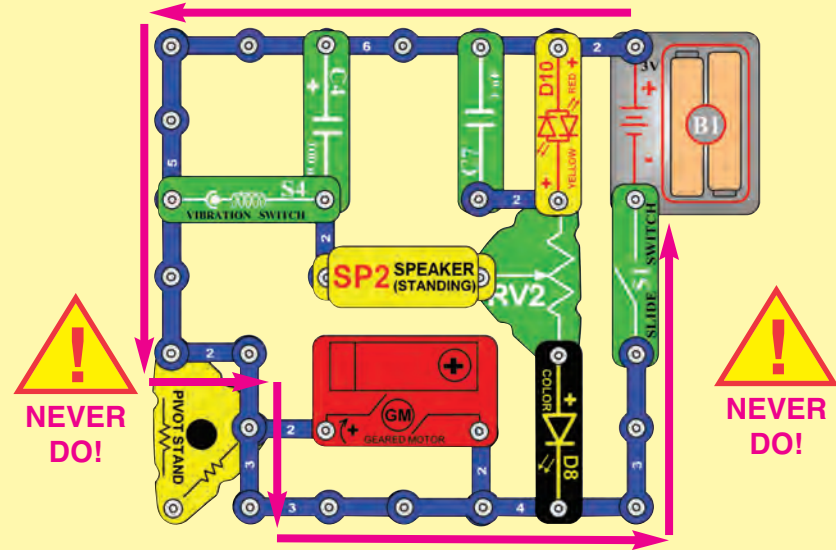 6
2
C4
+
C7
D10
+
RED
YELLOW
+
3V
+
-
B1
5
S4
VIBRATION SWITCH
2
2
SP2 SPEAKER
(STANDING)
RV2
S1
SLIDE SWITCH
!
NEVER
DO!
!
NEVER
DO!
2
PIVOT STAND
3
2
+
GM
+
GEARED MOTOR
2
COLOR
+
D8
3
3
4